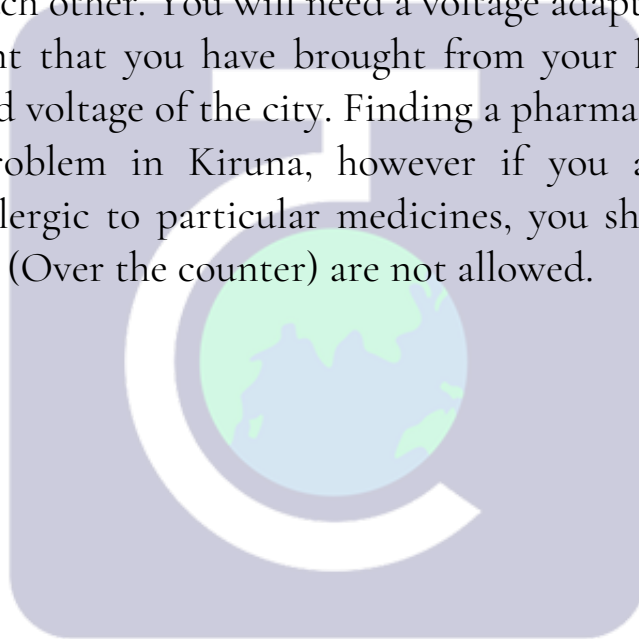 ch other. You will need a voltage adapt
nt that you have brought from your
d voltage of the city. Finding a pharma
roblem in Kiruna, however if you a
lergic to particular medicines, you sh
(Over the counter) are not allowed.